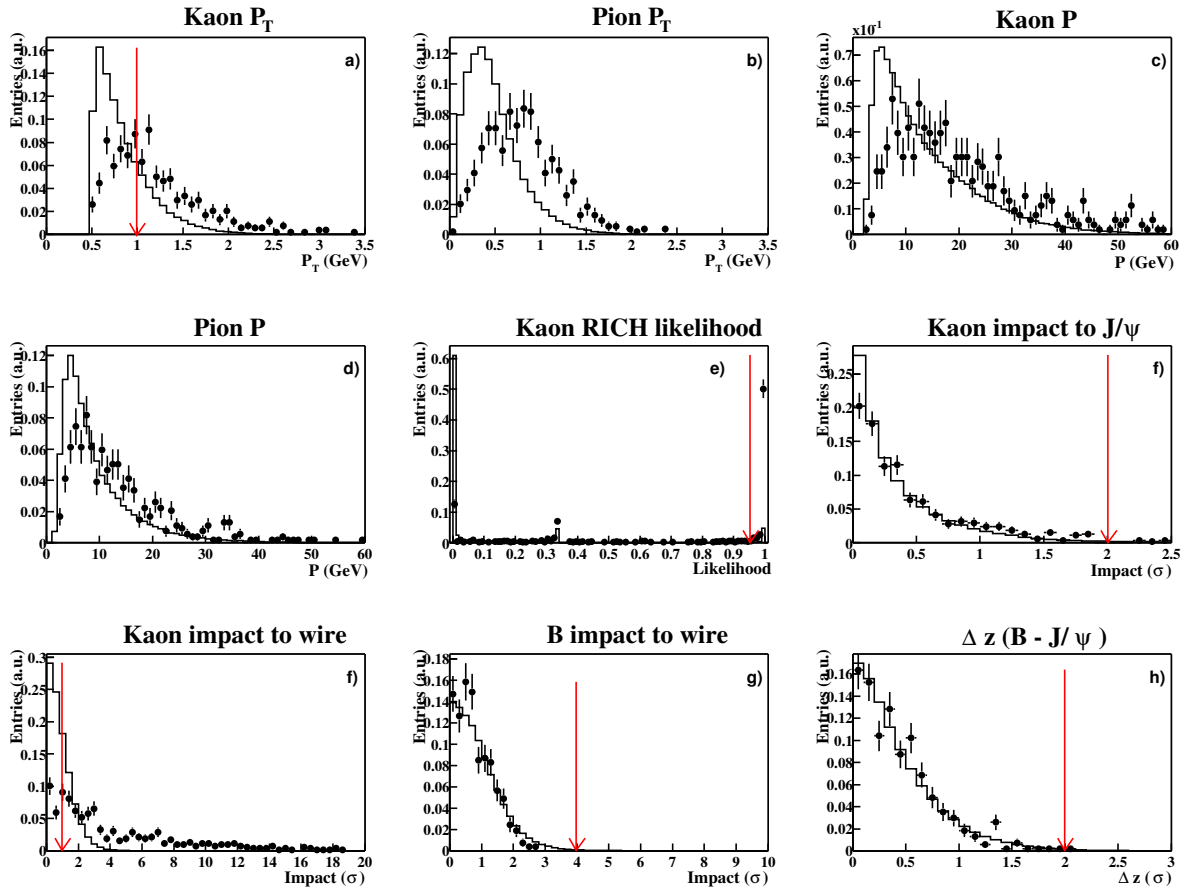 Kaon P_T
Pion P_T
Kaon P
Entries (a.u.)
a)
0.16
0.14
0.12
0.1
0.08
0.06
0.04
0.02
0
0 0.5 1 1.5 2 2.5 3 3.5
P_T (GeV)
Entries (a.u.)
b)
0.12
0.1
0.08
0.06
0.04
0.02
0
0 0.5 1 1.5 2 2.5 3 3.5
P_T (GeV)
x10^-1
Entries (a.u.)
c)
0.7
0.6
0.5
0.4
0.3
0.2
0.1
0
0 10 20 30 40 50 60
P (GeV)
Pion P
Kaon RICH likelihood
Kaon impact to J/ψ
Entries (a.u.)
d)
0.12
0.1
0.08
0.06
0.04
0.02
0
0 10 20 30 40 50 60
P (GeV)
Entries (a.u.)
e)
0.6
0.5
0.4
0.3
0.2
0.1
0
0 0.1 0.2 0.3 0.4 0.5 0.6 0.7 0.8 0.9 1
Likelihood
Entries (a.u.)
f)
0.25
0.2
0.15
0.1
0.05
0
0 0.5 1 1.5 2 2.5
Impact (σ)
Kaon impact to wire
B impact to wire
Δ z (B - J/ ψ )
Entries (a.u.)
f)
0.3
0.25
0.2
0.15
0.1
0.05
0
0 2 4 6 8 10 12 14 16 18 20
Impact (σ)
Entries (a.u.)
g)
0.18
0.16
0.14
0.12
0.1
0.08
0.06
0.04
0.02
0
0 1 2 3 4 5 6 7 8 9 10
Impact (σ)
Entries (a.u.)
h)
0.16
0.14
0.12
0.1
0.08
0.06
0.04
0.02
0
0 0.5 1 1.5 2 2.5 3
Δ z (σ)